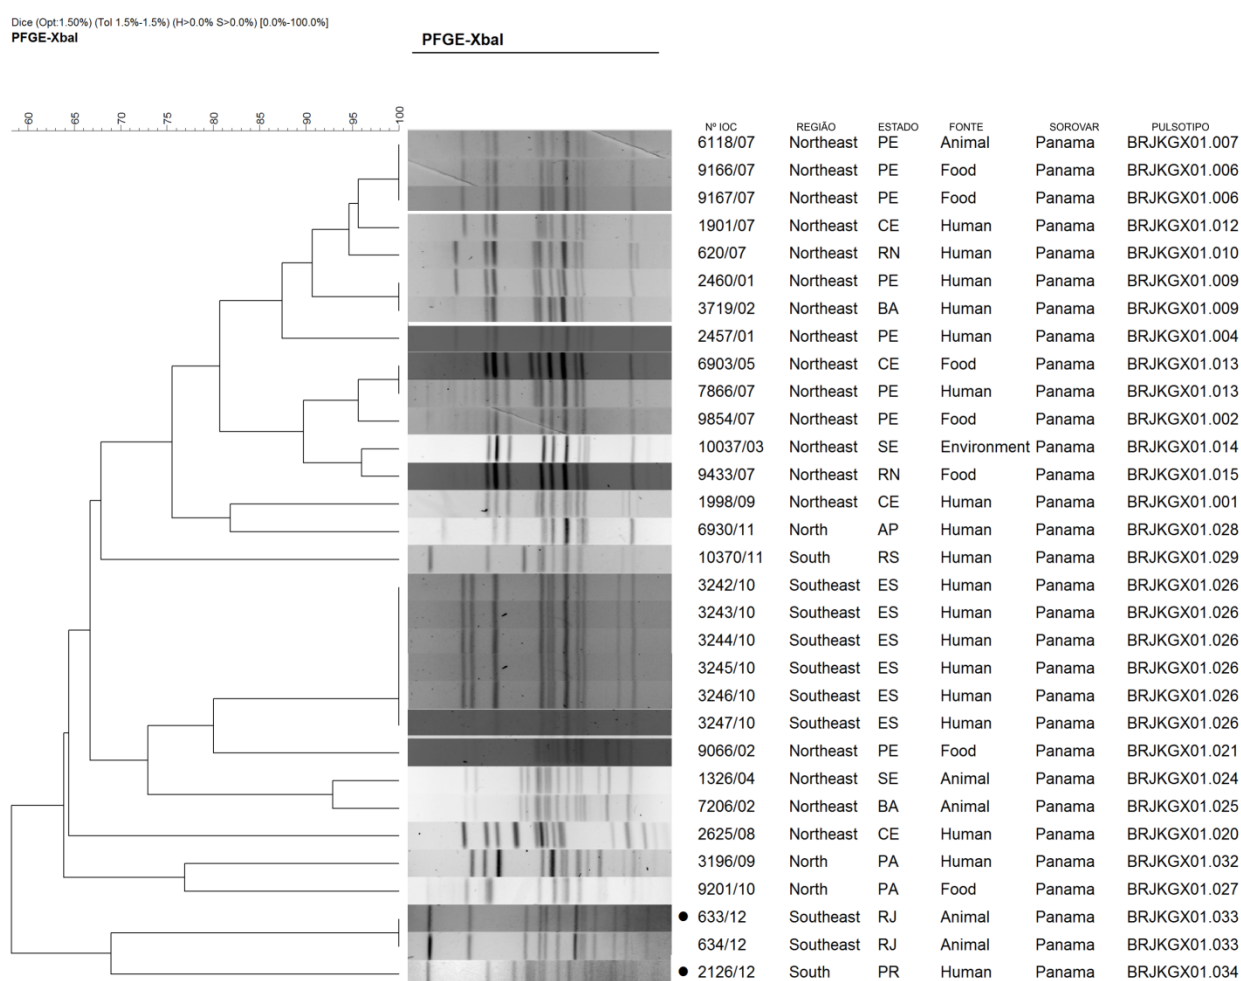 Dice (Opt:1.50%) (Tol 1.5%-1.5%) (H>0.0% S>0.0%) [0.0%-100.0%]
PFGE-XbaI
PFGE-XbaI
60 65 70 75 80 85 90 95 100
Nº IOC REGIÃO ESTADO FONTE SOROVAR PULSOTIPO
6118/07 Northeast PE Animal Panama BRJKGX01.007
9166/07 Northeast PE Food Panama BRJKGX01.006
9167/07 Northeast PE Food Panama BRJKGX01.006
1901/07 Northeast CE Human Panama BRJKGX01.012
620/07 Northeast RN Human Panama BRJKGX01.010
2460/01 Northeast PE Human Panama BRJKGX01.009
3719/02 Northeast BA Human Panama BRJKGX01.009
2457/01 Northeast PE Human Panama BRJKGX01.004
6903/05 Northeast CE Food Panama BRJKGX01.013
7866/07 Northeast PE Human Panama BRJKGX01.013
9854/07 Northeast PE Food Panama BRJKGX01.002
10037/03 Northeast SE Environment Panama BRJKGX01.014
9433/07 Northeast RN Food Panama BRJKGX01.015
1998/09 Northeast CE Human Panama BRJKGX01.001
6930/11 North AP Human Panama BRJKGX01.028
10370/11 South RS Human Panama BRJKGX01.029
3242/10 Southeast ES Human Panama BRJKGX01.026
3243/10 Southeast ES Human Panama BRJKGX01.026
3244/10 Southeast ES Human Panama BRJKGX01.026
3245/10 Southeast ES Human Panama BRJKGX01.026
3246/10 Southeast ES Human Panama BRJKGX01.026
3247/10 Southeast ES Human Panama BRJKGX01.026
9066/02 Northeast PE Food Panama BRJKGX01.021
1326/04 Northeast SE Animal Panama BRJKGX01.024
7206/02 Northeast BA Animal Panama BRJKGX01.025
2625/08 Northeast CE Human Panama BRJKGX01.020
3196/09 North PA Human Panama BRJKGX01.032
9201/10 North PA Food Panama BRJKGX01.027
● 633/12 Southeast RJ Animal Panama BRJKGX01.033
634/12 Southeast RJ Animal Panama BRJKGX01.033
● 2126/12 South PR Human Panama BRJKGX01.034